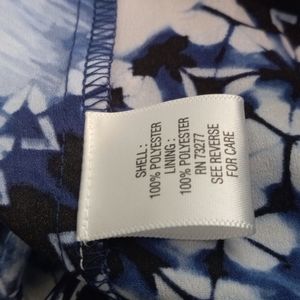 SHELL:
100% POLYESTER
LINING:
100% POLYESTER
RN 73277
SEE REVERSE
FOR CARE